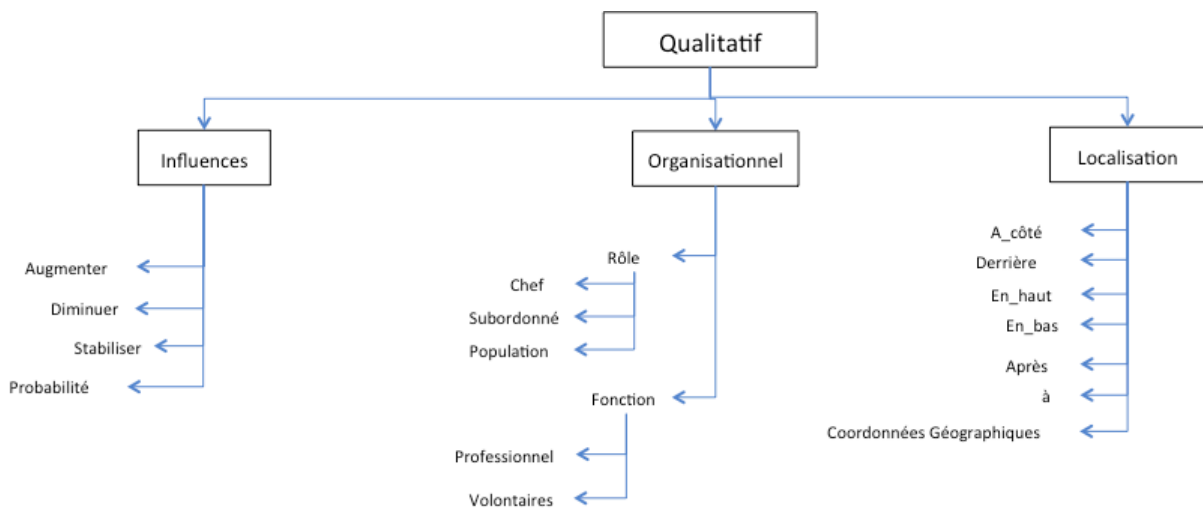 Qualitatif
Influences
Organisationnel
Localisation
Augmenter
Diminuer
Stabiliser
Probabilité
Rôle
Chef
Subordonné
Population
Fonction
Professionnel
Volontaires
A_côté
Derrière
En_haut
En_bas
Après
à
Coordonnées Géographiques